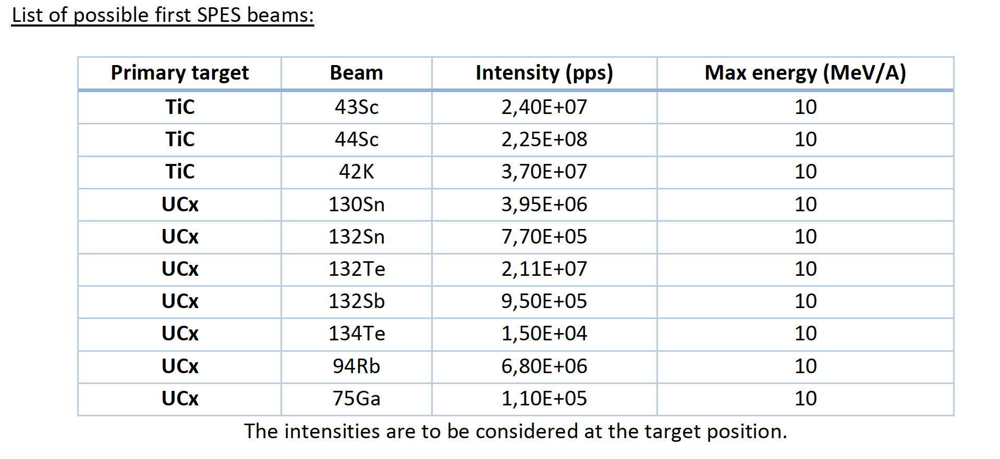 List of possible first SPES beams:
Primary target Beam Intensity (pps) Max energy (MeV/A)
TiC 43Sc 2,40E+07 10
TiC 44Sc 2,25E+08 10
TiC 42K 3,70E+07 10
UCx 130Sn 3,95E+06 10
UCx 132Sn 7,70E+05 10
UCx 132Te 2,11E+07 10
UCx 132Sb 9,50E+05 10
UCx 134Te 1,50E+04 10
UCx 94Rb 6,80E+06 10
UCx 75Ga 1,10E+05 10
The intensities are to be considered at the target position.